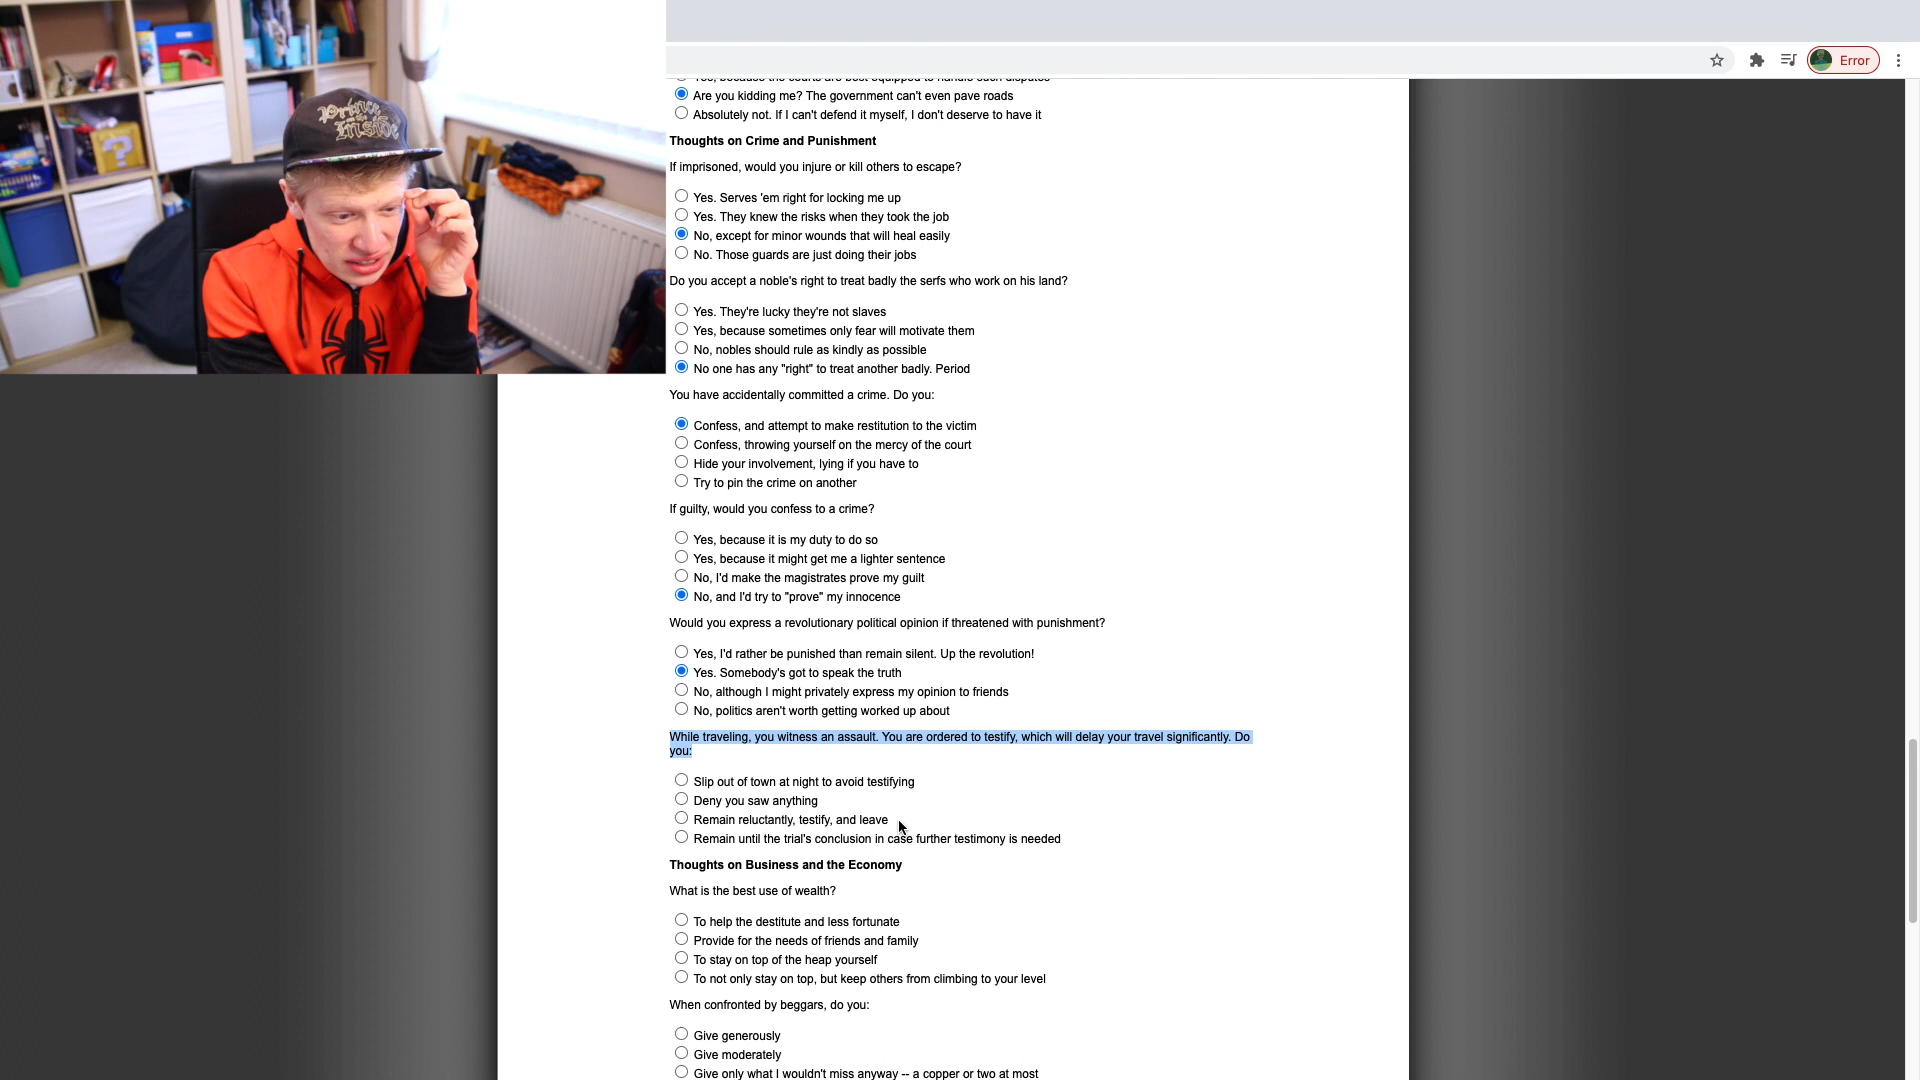 Error
Yes, because the courts are best equipped to handle such disputes
Are you kidding me? The government can't even pave roads
Absolutely not. If I can't defend it myself, I don't deserve to have it
Thoughts on Crime and Punishment
If imprisoned, would you injure or kill others to escape?
Yes. Serves 'em right for locking me up
Yes. They knew the risks when they took the job
No, except for minor wounds that will heal easily
No. Those guards are just doing their jobs
Do you accept a noble's right to treat badly the serfs who work on his land?
Yes. They're lucky they're not slaves
Yes, because sometimes only fear will motivate them
No, nobles should rule as kindly as possible
No one has any "right" to treat another badly. Period
You have accidentally committed a crime. Do you:
Confess, and attempt to make restitution to the victim
Confess, throwing yourself on the mercy of the court
Hide your involvement, lying if you have to
Try to pin the crime on another
If guilty, would you confess to a crime?
Yes, because it is my duty to do so
Yes, because it might get me a lighter sentence
No, I'd make the magistrates prove my guilt
No, and I'd try to "prove" my innocence
Would you express a revolutionary political opinion if threatened with punishment?
Yes, I'd rather be punished than remain silent. Up the revolution!
Yes. Somebody's got to speak the truth
No, although I might privately express my opinion to friends
No, politics aren't worth getting worked up about
While traveling, you witness an assault. You are ordered to testify, which will delay your travel significantly. Do
you:
Slip out of town at night to avoid testifying
Deny you saw anything
Remain reluctantly, testify, and leave
Remain until the trial's conclusion in case further testimony is needed
Thoughts on Business and the Economy
What is the best use of wealth?
To help the destitute and less fortunate
Provide for the needs of friends and family
To stay on top of the heap yourself
To not only stay on top, but keep others from climbing to your level
When confronted by beggars, do you:
Give generously
Give moderately
Give only what I wouldn't miss anyway -- a copper or two at most
Prince
Inside